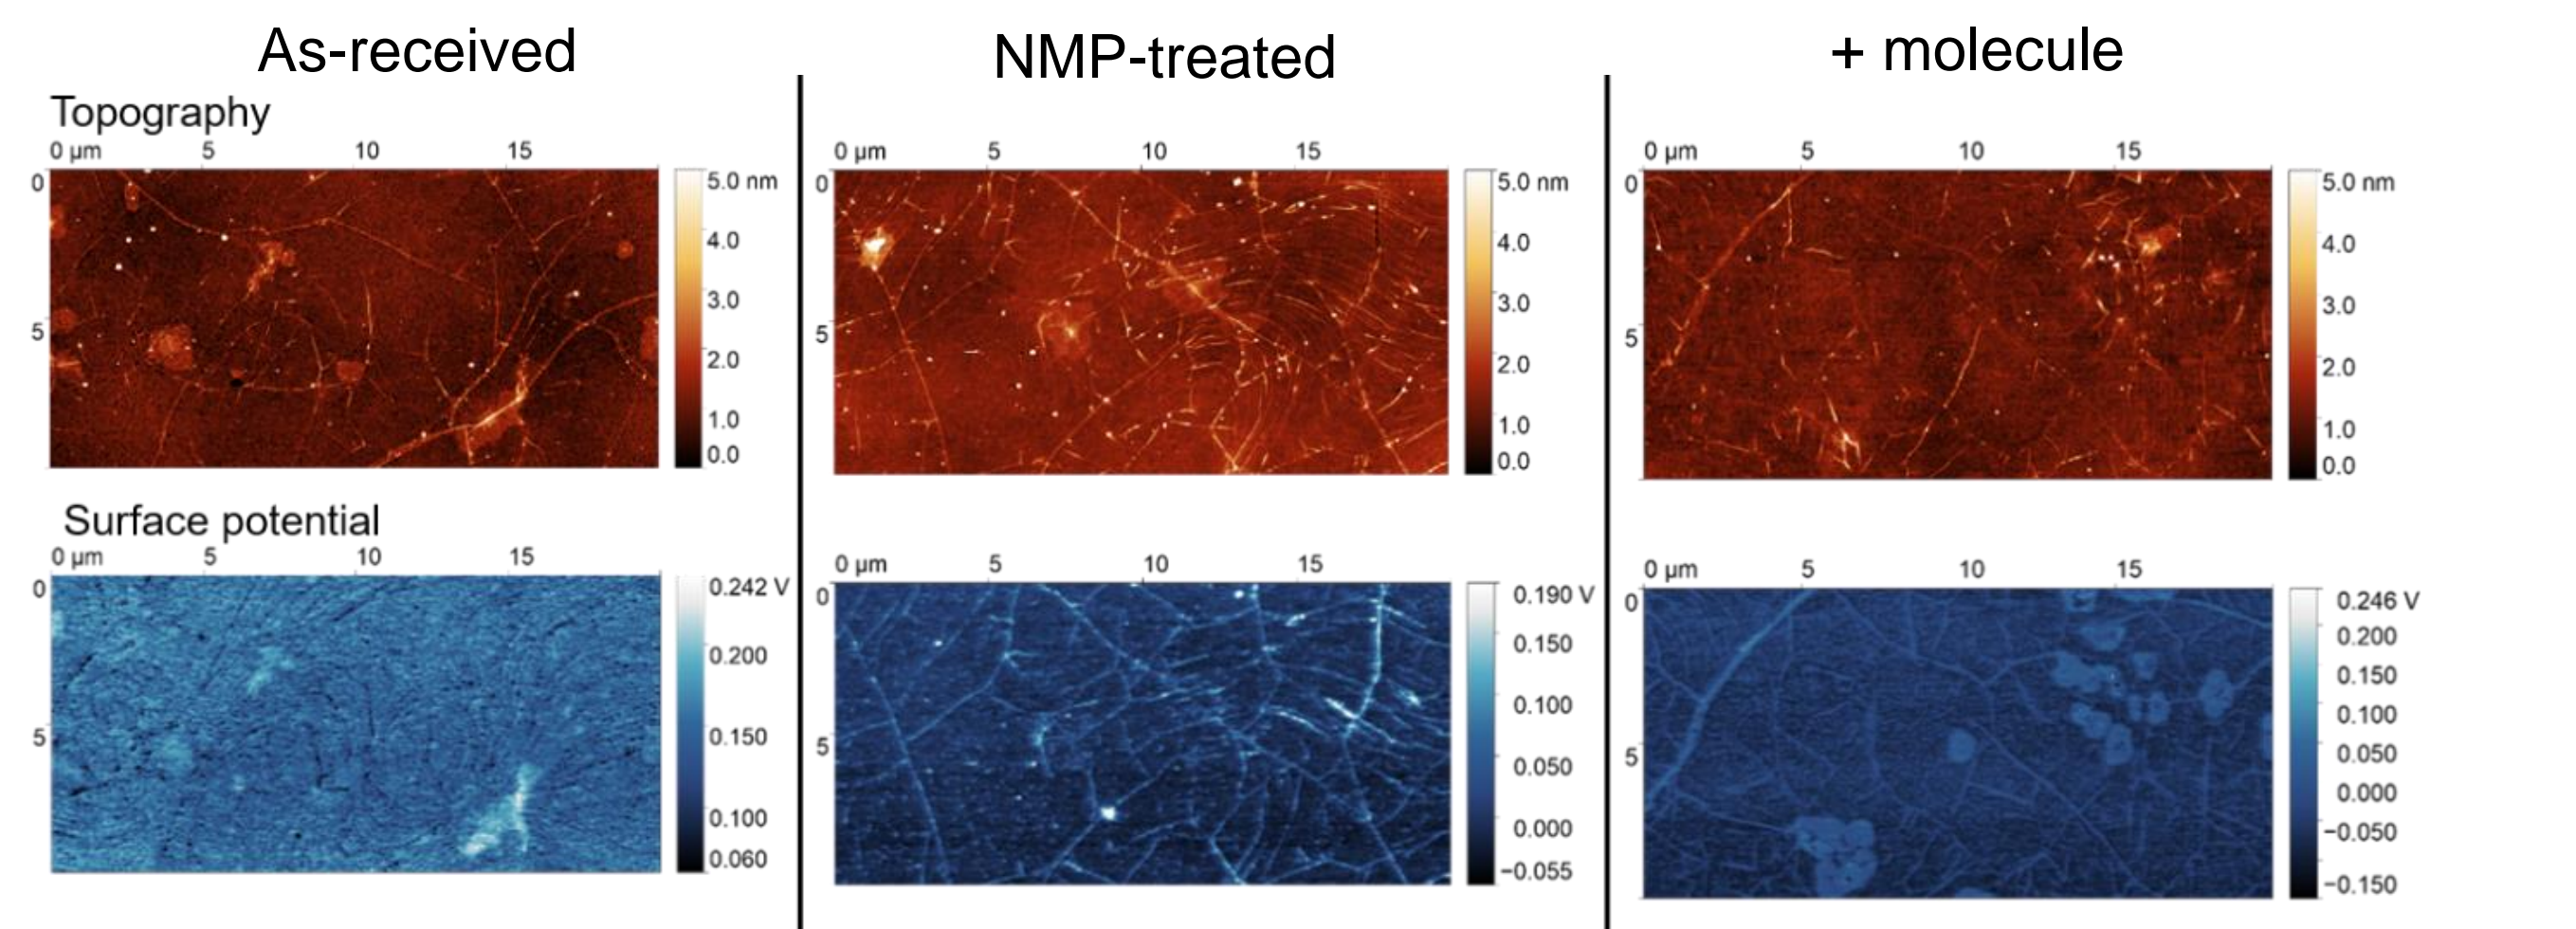 As-received
NMP-treated
+ molecule
Topography
0 µm 5 10 15
0
5
5.0 nm
4.0
3.0
2.0
1.0
0.0
0 µm 5 10 15
0
5
5.0 nm
4.0
3.0
2.0
1.0
0.0
0 µm 5 10 15
0
5
5.0 nm
4.0
3.0
2.0
1.0
0.0
Surface potential
0 µm 5 10 15
0
5
0.242 V
0.200
0.150
0.100
0.060
0 µm 5 10 15
0
5
0.190 V
0.150
0.100
0.050
0.000
−0.055
0 µm 5 10 15
0
5
0.246 V
0.200
0.150
0.100
0.050
0.000
−0.050
−0.150